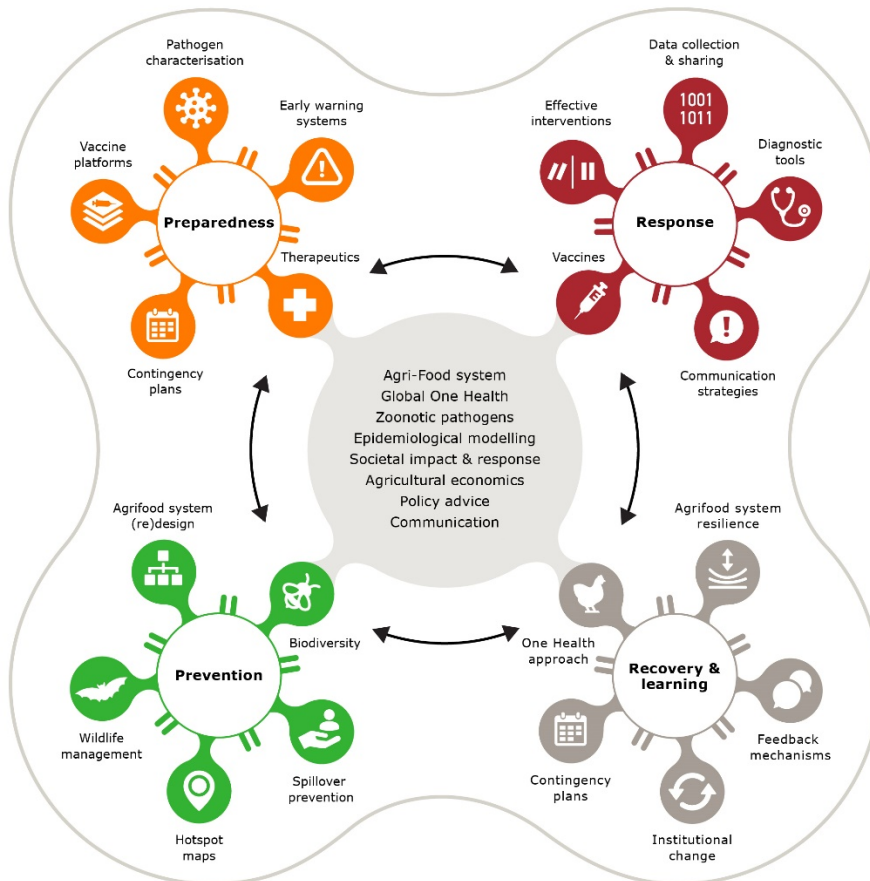 Pathogen
characterisation
Early warning
systems
Vaccine
platforms
Preparedness
Therapeutics
Contingency
plans
Data collection
& sharing
1001
1011
Effective
interventions
Diagnostic
tools
Response
Vaccines
Communication
strategies
Agri-Food system
Global One Health
Zoonotic pathogens
Epidemiological modelling
Societal impact & response
Agricultural economics
Policy advice
Communication
Agrifood system
(re)design
Biodiversity
Prevention
Wildlife
management
Spillover
prevention
Hotspot
maps
Agrifood system
resilience
One Health
approach
Recovery &
learning
Feedback
mechanisms
Contingency
plans
Institutional
change